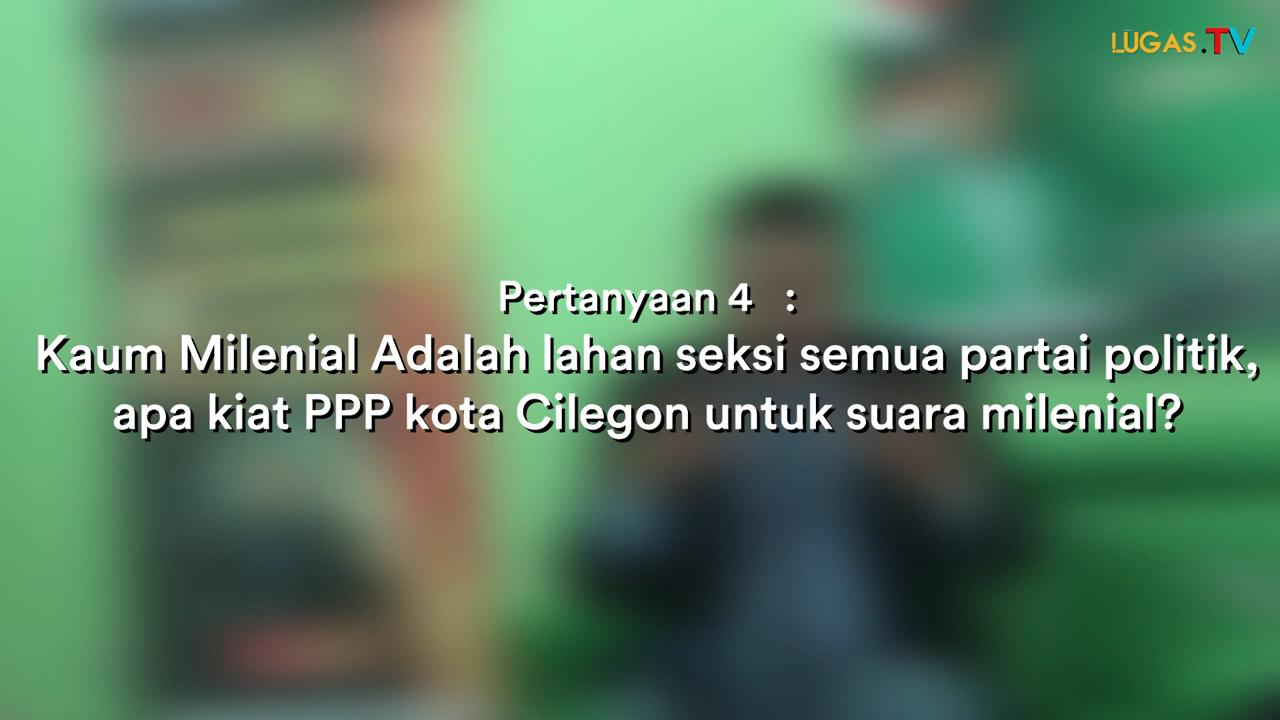 LUGAS.TV
Pertanyaan 4 :
Kaum Milenial Adalah lahan seksi semua partai politik,
apa kiat PPP kota Cilegon untuk suara milenial?